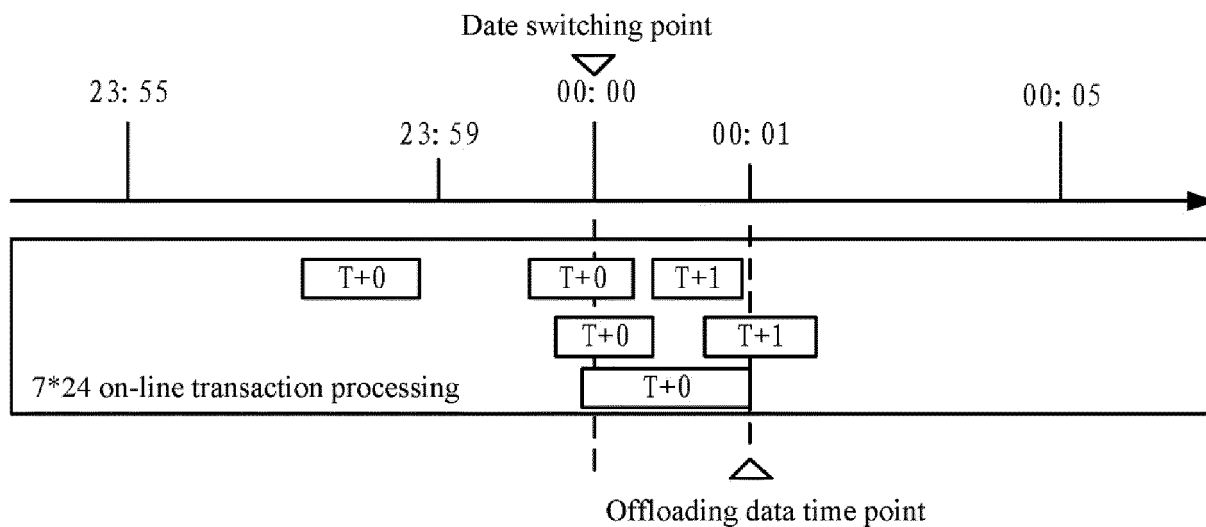 Date switching point
23: 55
00: 00
00: 05
23: 59
00: 01
T+0
T+0
T+1
T+0
T+1
7*24 on-line transaction processing
T+0
Offloading data time point